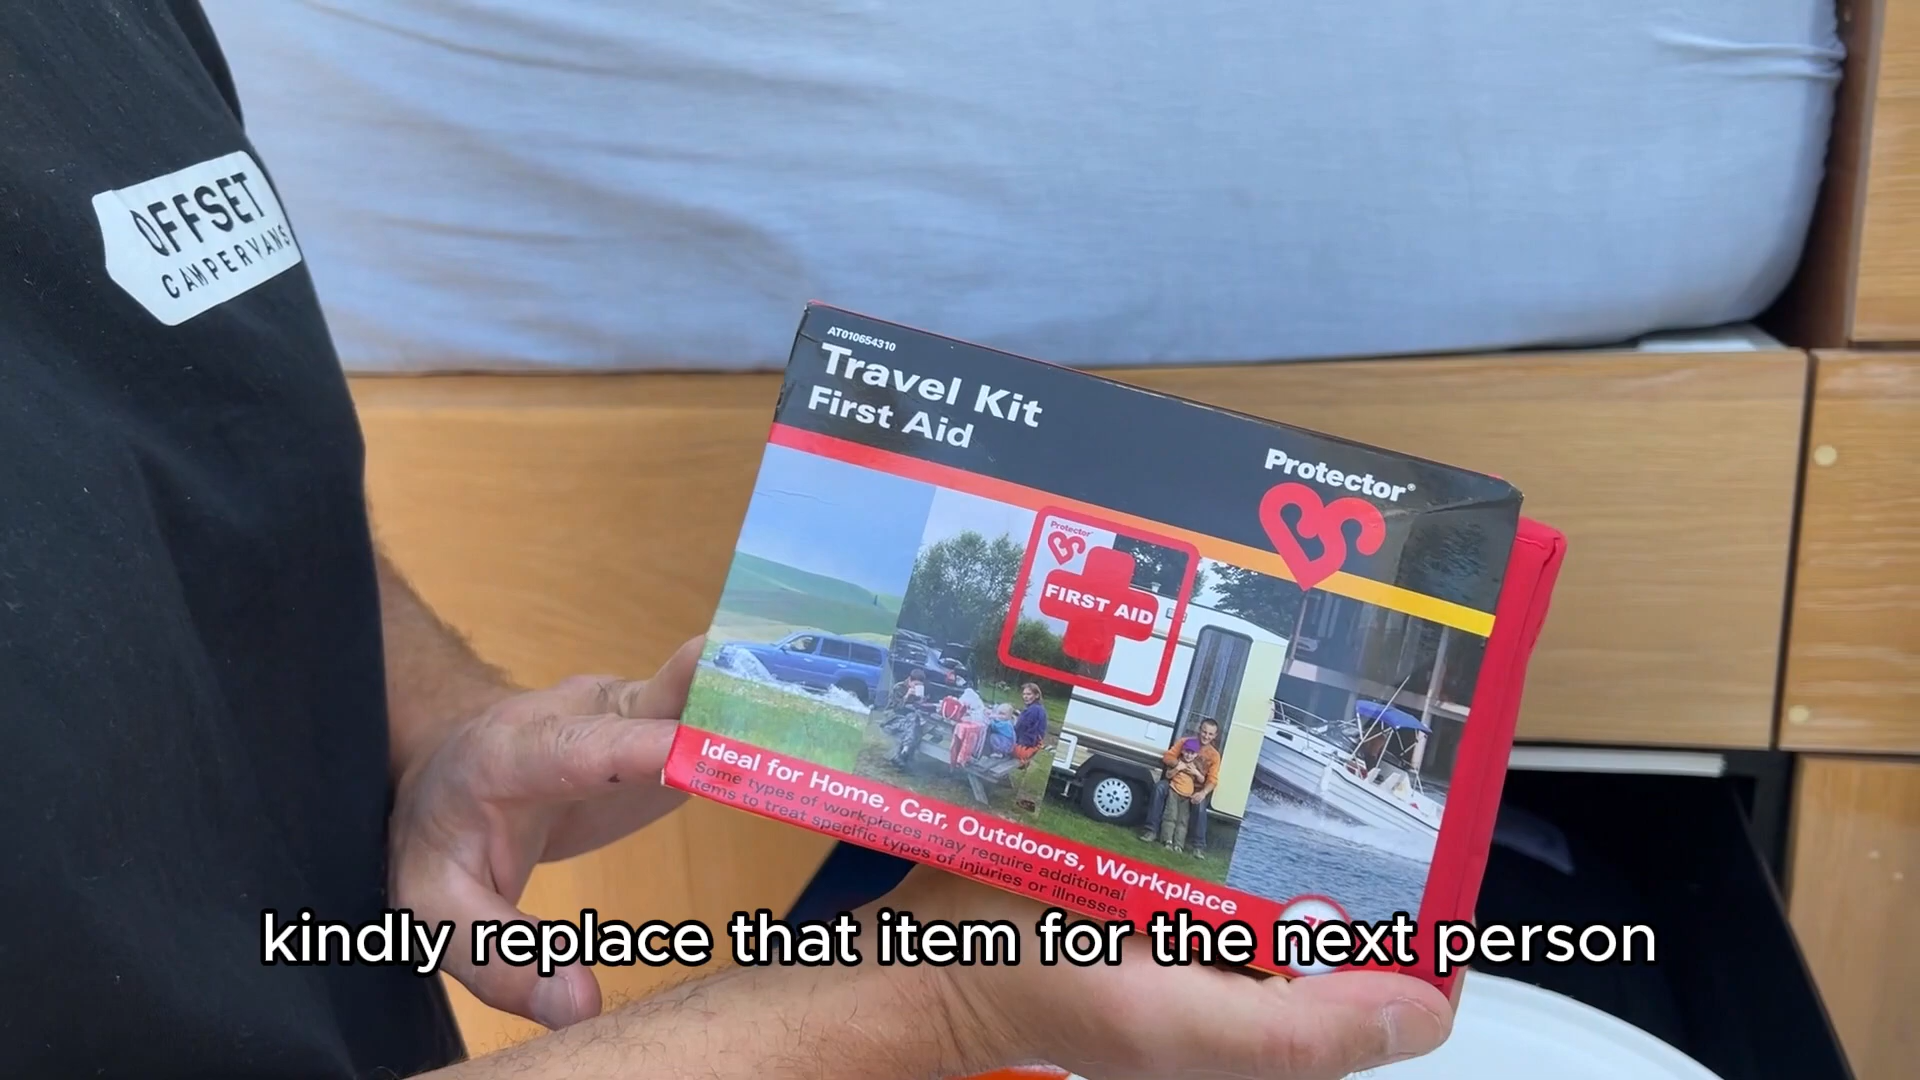 OFFSET
CAMPERVANS
AT010654310
Travel Kit
First Aid
Protector®
Protector
FIRST AID
Ideal for Home, Car, Outdoors, Workplace
Some types of workplaces may require additional
items to treat specific types of injuries or illnesses
kindly replace that item for the next person